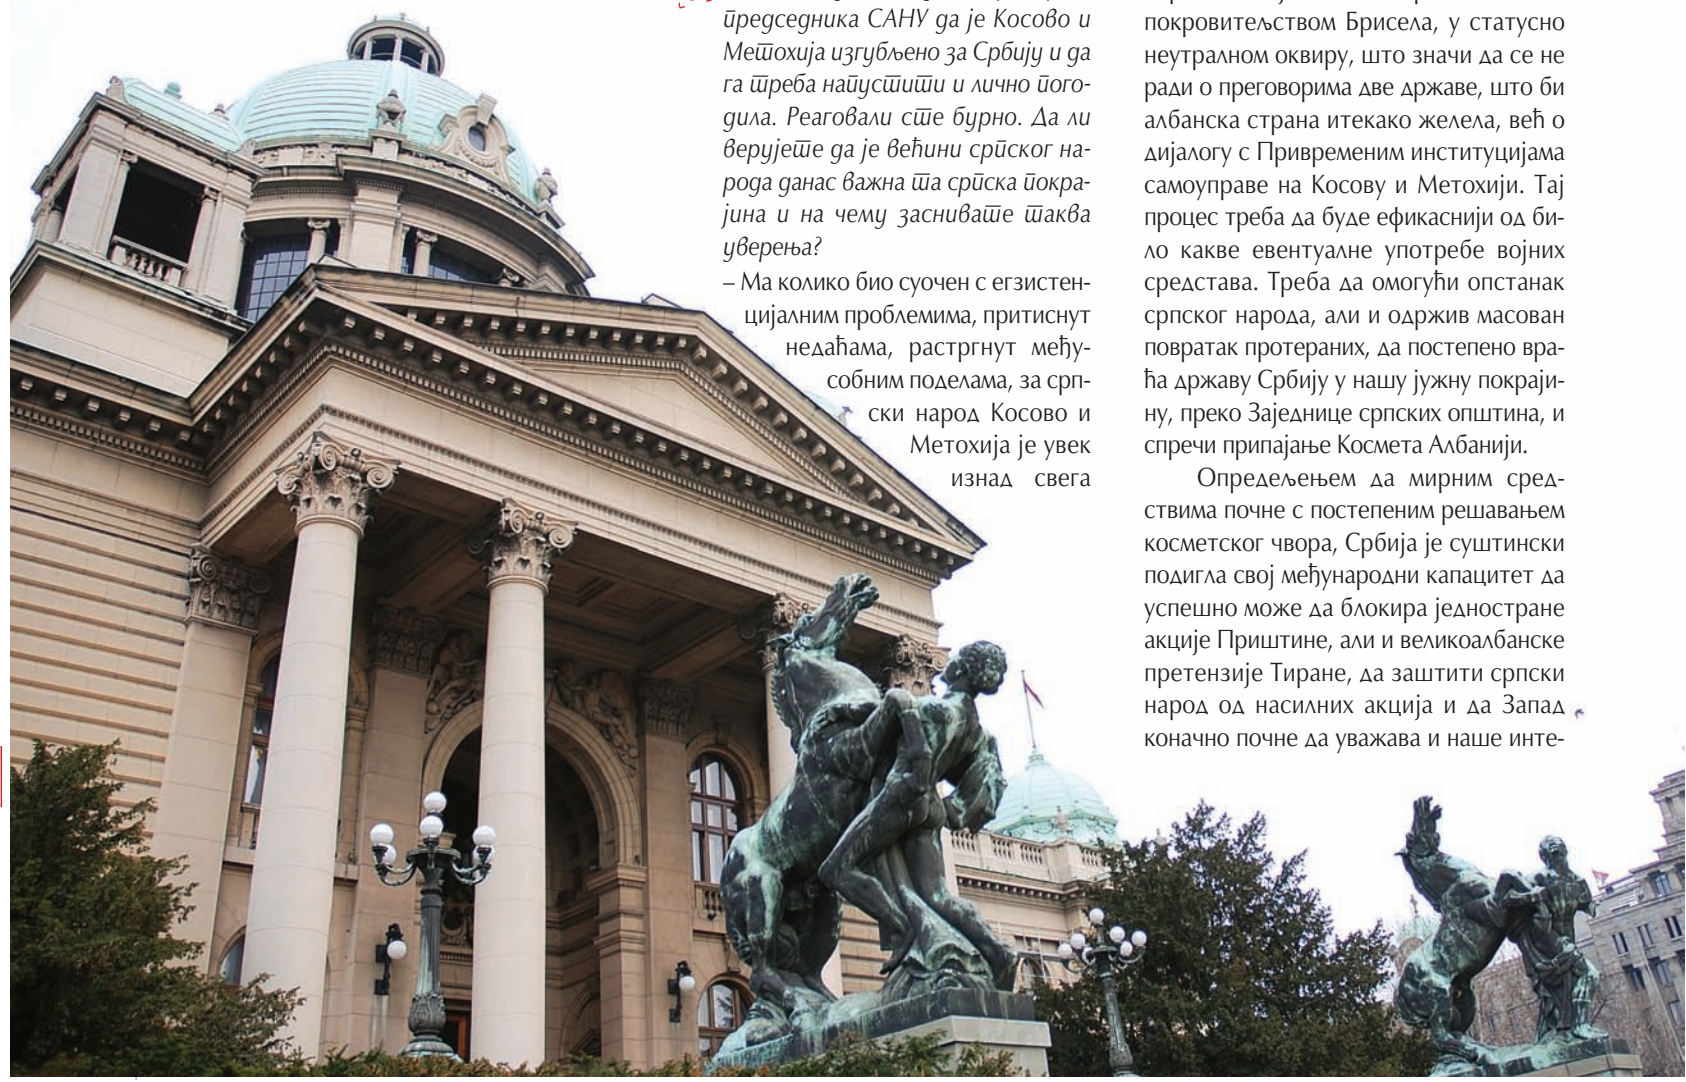 председника САНУ да је Косово и
Метохија изгубљено за Србију и да
га треба напустити и лично пого-
дила. Реаговали сте бурно. Да ли
верујете да је већини српског на-
рода данас важна та српска покра-
јина и на чему заснивате таква
уверења?
– Ма колико био суочен с егзистен-
цијалним проблемима, притиснут
недаћама, растргнут међу-
собним поделама, за срп-
ски народ Косово и
Метохија је увек
изнад свега
покровитељством Брисела, у статусно
неутралном оквиру, што значи да се не
ради о преговорима две државе, што би
албанска страна итекако желела, већ о
дијалогу с Привременим институцијама
самоуправе на Косову и Метохији. Тај
процес треба да буде ефикаснији од би-
ло какве евентуалне употребе војних
средстава. Треба да омогући опстанак
српског народа, али и одржив масован
повратак протераних, да постепено вра-
ћа државу Србију у нашу јужну покраји-
ну, преко Заједнице српских општина, и
спречи припајање Космета Албанији.
Опредељењем да мирним сред-
ствима почне с постепеним решавањем
косметског чвора, Србија је суштински
подигла свој међународни капацитет да
успешно може да блокира једностране
акције Приштине, али и великоалбанске
претензије Тиране, да заштити српски
народ од насилних акција и да Запад
коначно почне да уважава и наше инте-